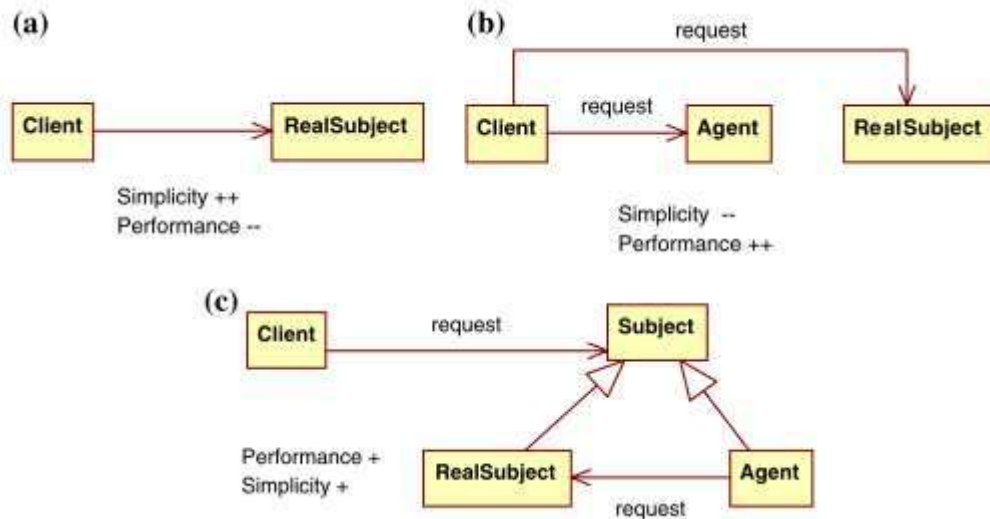 (a)
Client
RealSubject
Simplicity ++
Performance --
(b)
request
Client
request
Agent
RealSubject
Simplicity --
Performance ++
(c)
Client
request
Subject
Performance +
Simplicity +
RealSubject
Agent
request